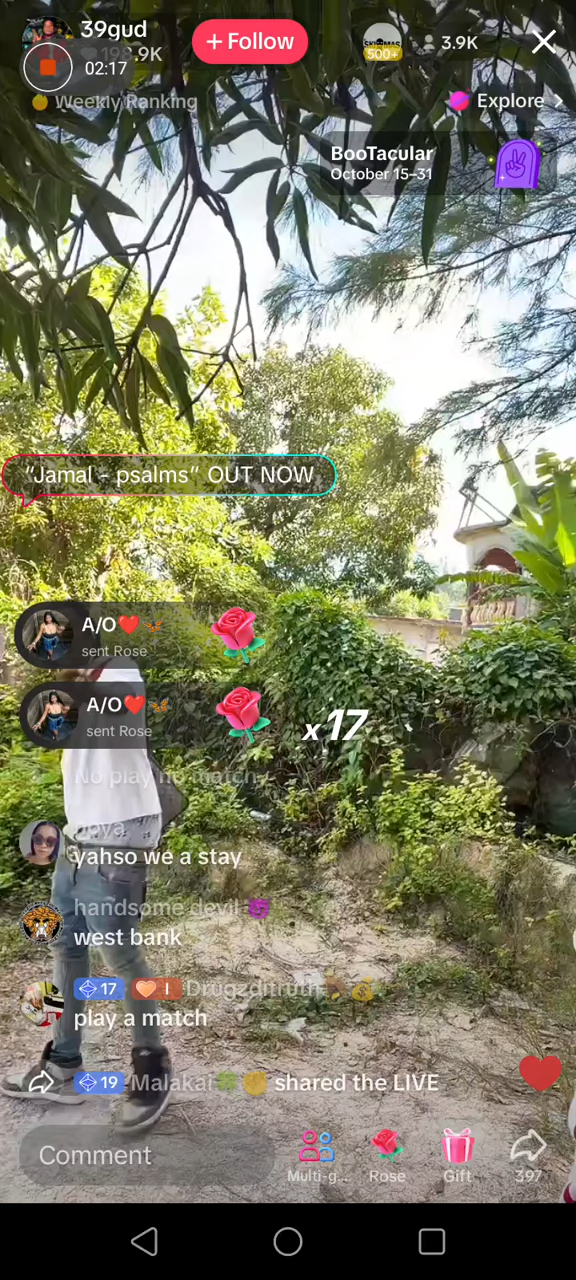 39gud
+ Follow
500+
3.9K
02:17
Weekly Ranking
Explore
BooTacular
October 15-31
"Jamal - psalms" OUT NOW
A/O❤️🦋
sent Rose
A/O❤️🦋
sent Rose
x17
No play no match
yahso we a stay
handsome devil 😈
west bank
17 I Drugzditruth
play a match
19 Malakai shared the LIVE
Comment
Multi-g...
Rose
Gift
397